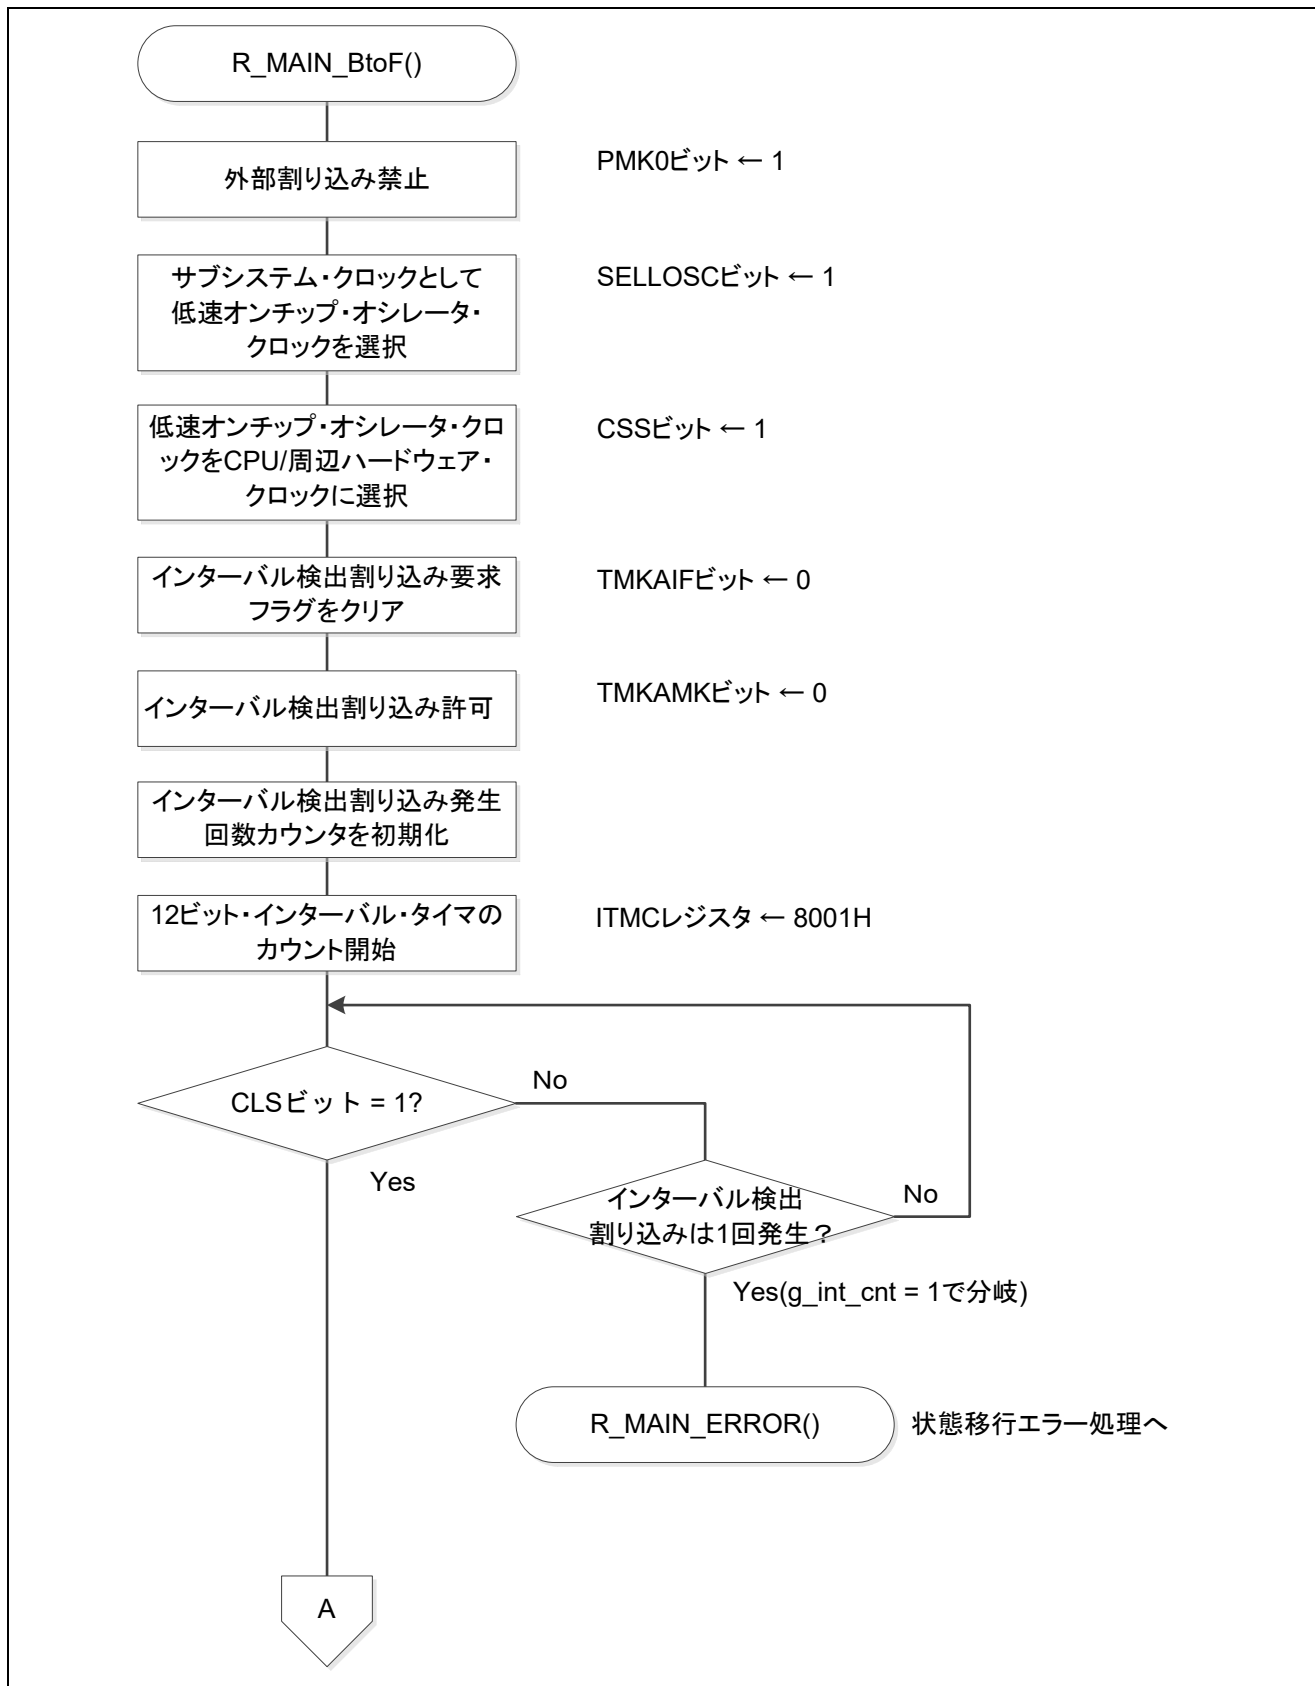 R_MAIN_BtoF()
外部割り込み禁止
PMK0ビット ← 1
サブシステム・クロックとして
低速オンチップ・オシレータ・
クロックを選択
SELLOSCビット ← 1
低速オンチップ・オシレータ・クロ
ックをCPU/周辺ハードウェア・
クロックに選択
CSSビット ← 1
インターバル検出割り込み要求
フラグをクリア
TMKAIFビット ← 0
インターバル検出割り込み許可
TMKAMKビット ← 0
インターバル検出割り込み発生
回数カウンタを初期化
12ビット・インターバル・タイマの
カウント開始
ITMCレジスタ ← 8001H
CLSビット = 1?
No
Yes
インターバル検出
割り込みは1回発生？
No
Yes(g_int_cnt = 1で分岐)
R_MAIN_ERROR()
状態移行エラー処理へ
A